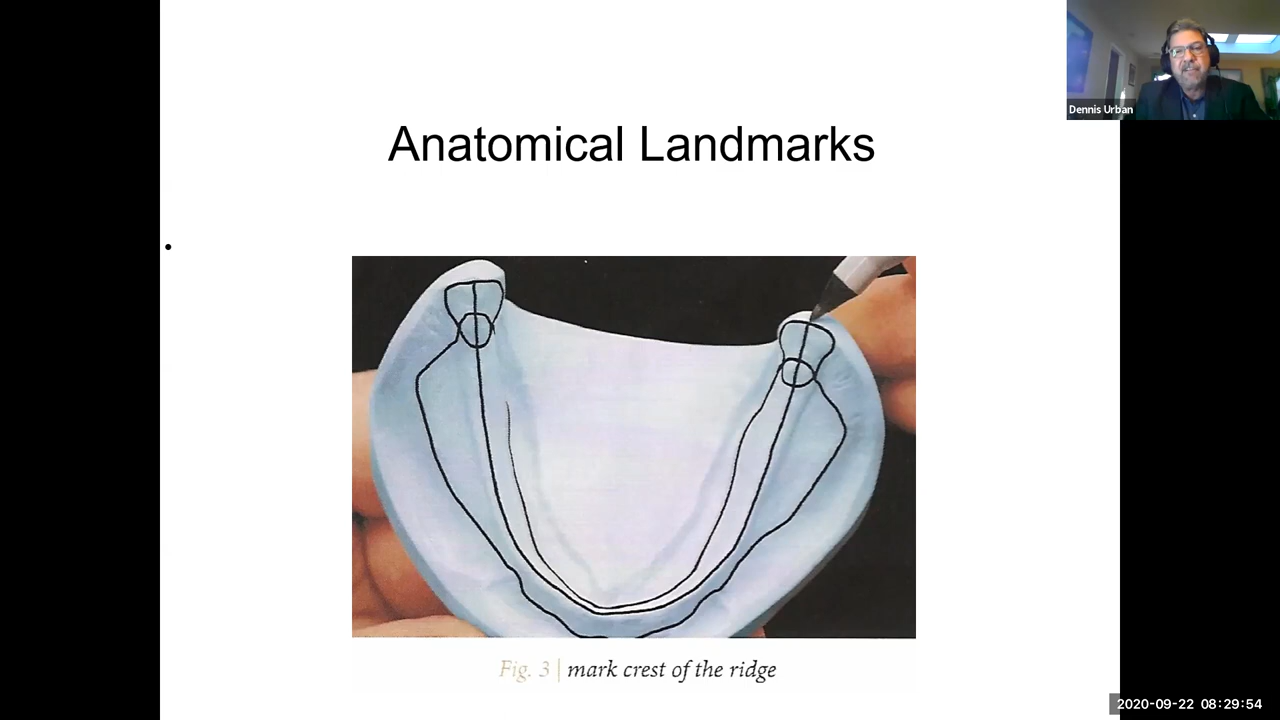 Dennis Urban
Anatomical Landmarks
•
Fig. 3 | mark crest of the ridge
2020-09-22 08:29:54